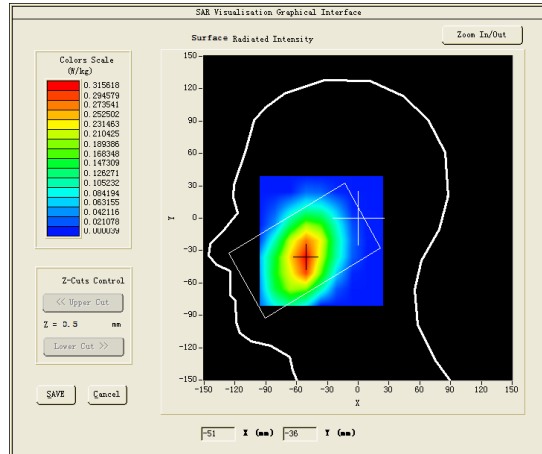 SAR Visualisation Graphical Interface
Surface Radiated Intensity
Zoom In/Out
Colors Scale
(W/kg)
0.315618
0.294579
0.273541
0.252502
0.231463
0.210425
0.189386
0.168348
0.147309
0.126271
0.105232
0.084194
0.063155
0.042116
0.021078
0.000039
150
120
90
60
30
0
-30
-60
-90
-120
-150
Y
-150 -120 -90 -60 -30 0 30 60 90 120 150
X
Z-Cuts Control
<< Upper Cut
Z = 0.5 mm
Lower Cut >>
SAVE Cancel
-51 X (mm) -36 Y (mm)